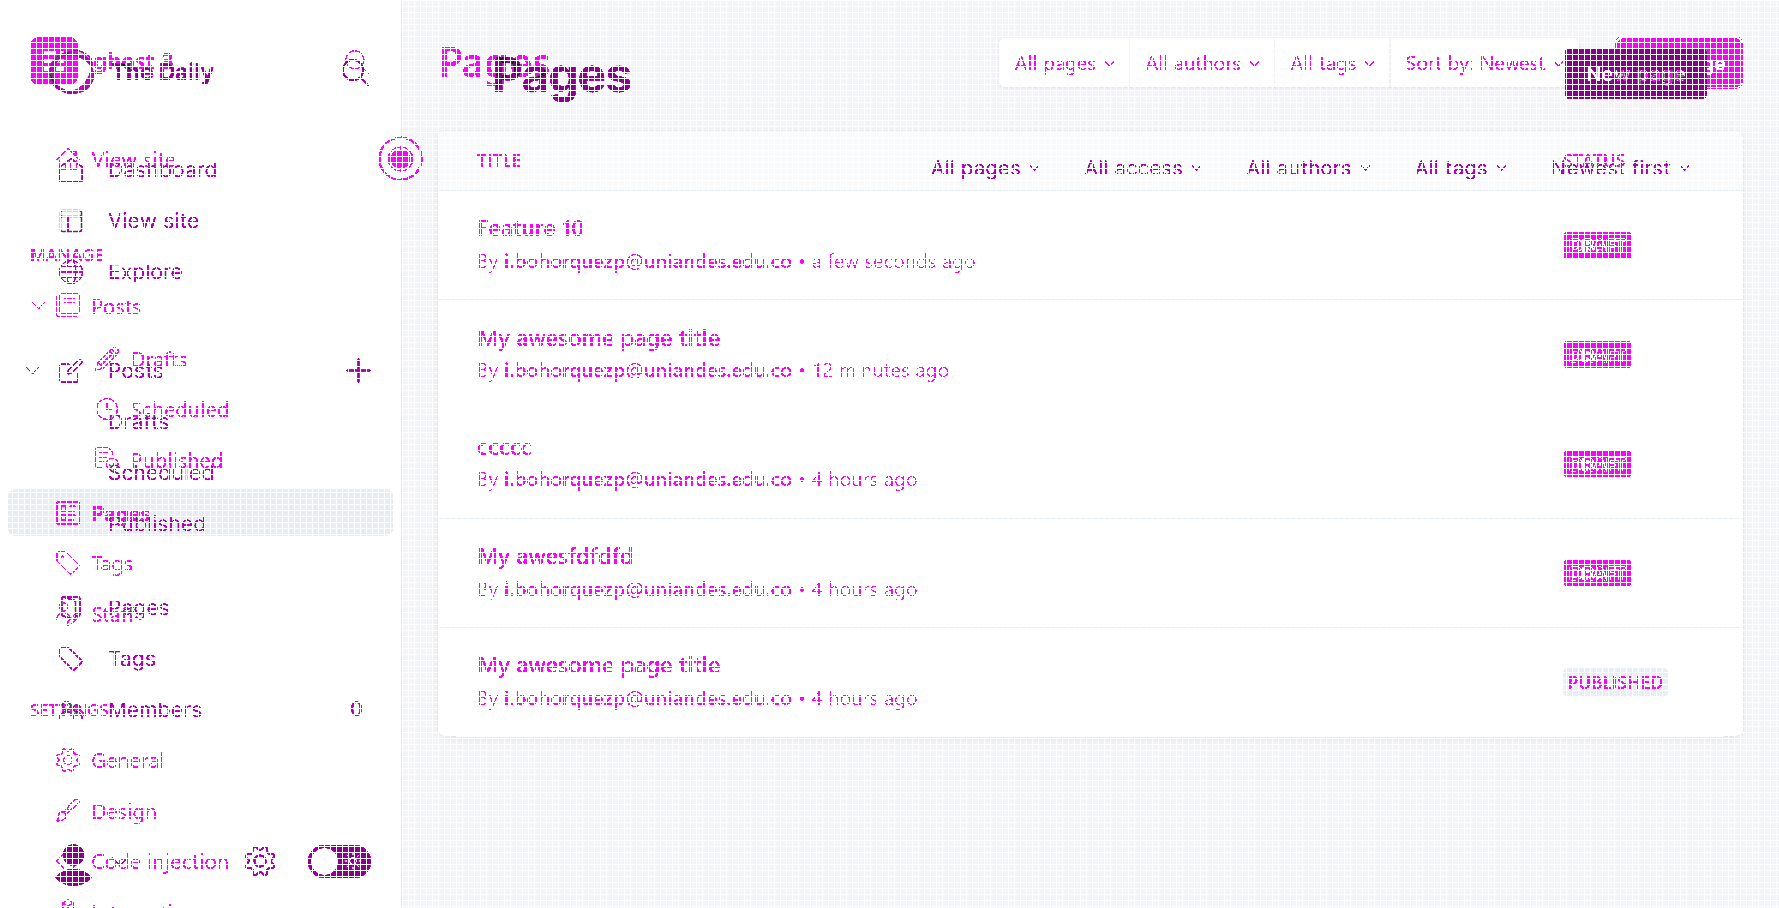 ghost 3
The Daily
View site
Dashboard
View site
MANAGE
Explore
Posts
Drafts
Posts
Scheduled
Drafts
Published
Scheduled
Pages
Published
Tags
Pages
Staff
Tags
SETTINGS
Members 0
General
Design
Code injection
Pages
Pages
All pages All authors All tags Sort by: Newest
New page
TITLE STATUS
All pages All access All authors All tags Newest first
Feature 10
By i.bohorquezp@uniandes.edu.co • a few seconds ago
DRAFT
My awesome page title
By i.bohorquezp@uniandes.edu.co • 12 minutes ago
DRAFT
ccccc
By i.bohorquezp@uniandes.edu.co • 4 hours ago
DRAFT
My awesfdfdfd
By i.bohorquezp@uniandes.edu.co • 4 hours ago
DRAFT
My awesome page title
By i.bohorquezp@uniandes.edu.co • 4 hours ago
PUBLISHED